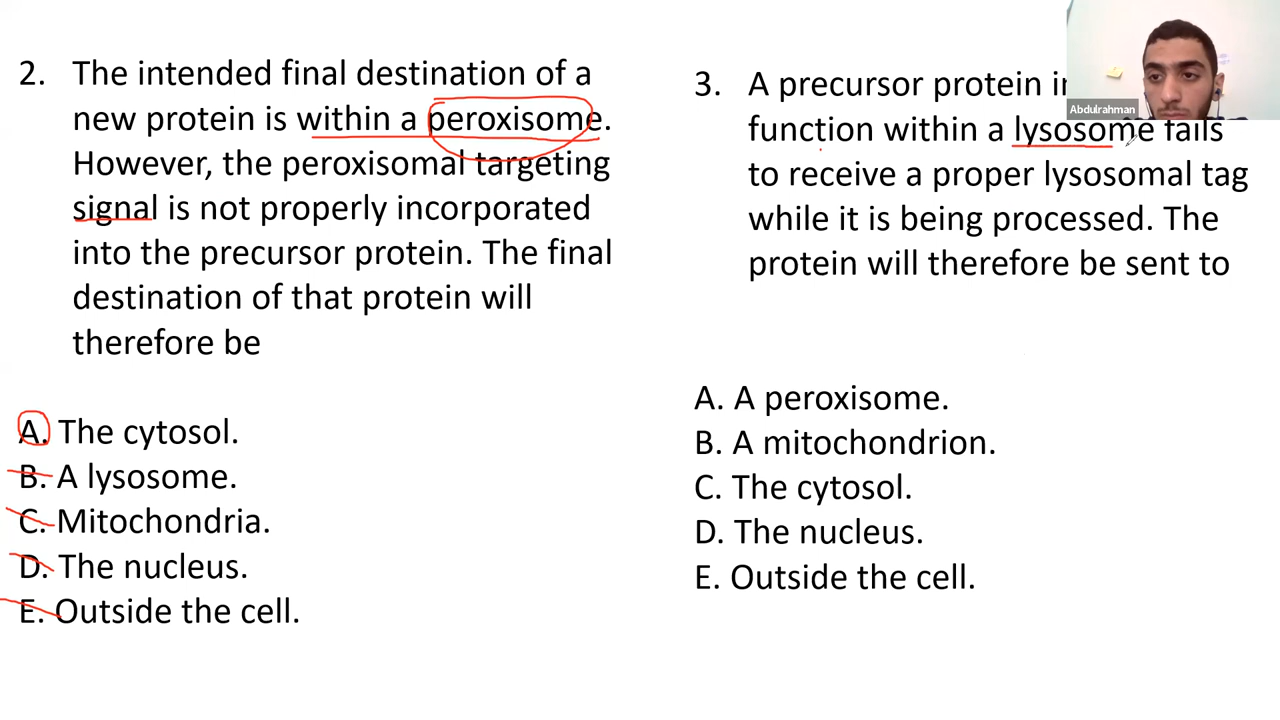 2. The intended final destination of a
new protein is within a peroxisome.
However, the peroxisomal targeting
signal is not properly incorporated
into the precursor protein. The final
destination of that protein will
therefore be
A. The cytosol.
B. A lysosome.
C. Mitochondria.
D. The nucleus.
E. Outside the cell.
3. A precursor protein
function within a lysosome fails
to receive a proper lysosomal tag
while it is being processed. The
protein will therefore be sent to
A. A peroxisome.
B. A mitochondrion.
C. The cytosol.
D. The nucleus.
E. Outside the cell.
Abdulrahman